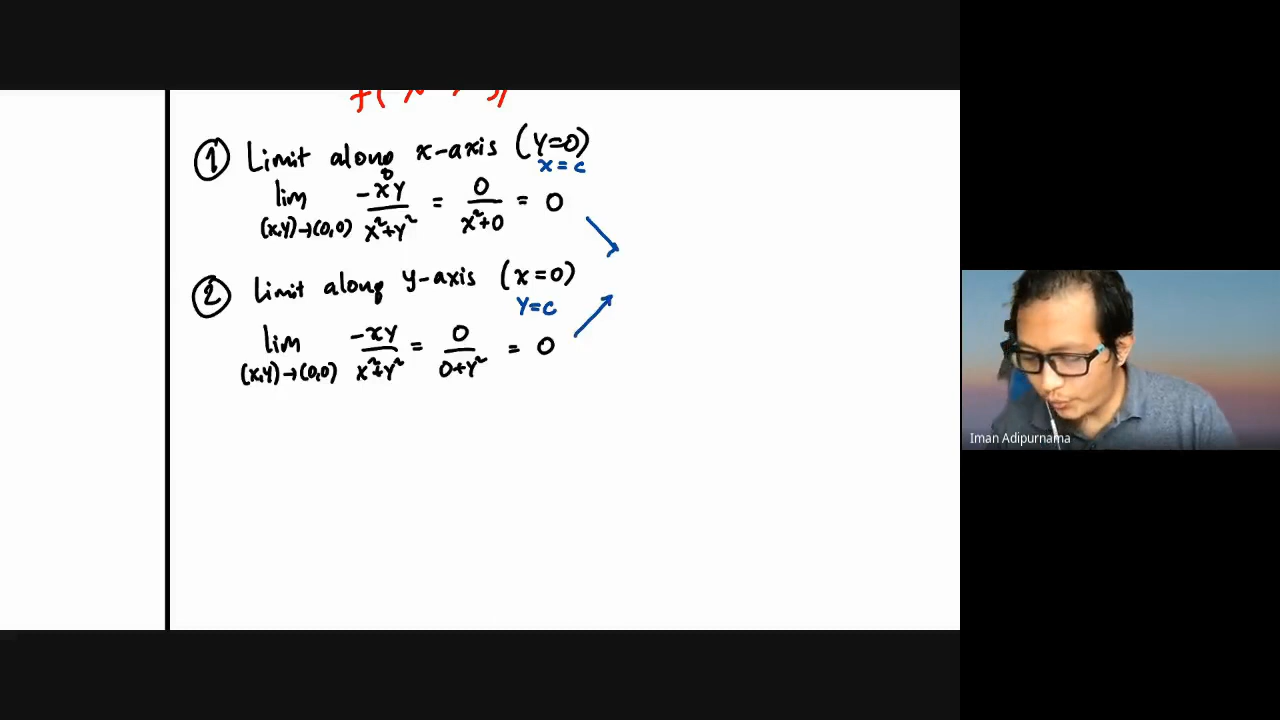 ① Limit along x-axis (y=0)
x=c
lim (x,y)→(0,0) -xy/x²+y² = 0/x²+0 = 0
② Limit along y-axis (x=0)
y=c
lim (x,y)→(0,0) -xy/x²+y² = 0/0+y² = 0
Iman Adipurnama